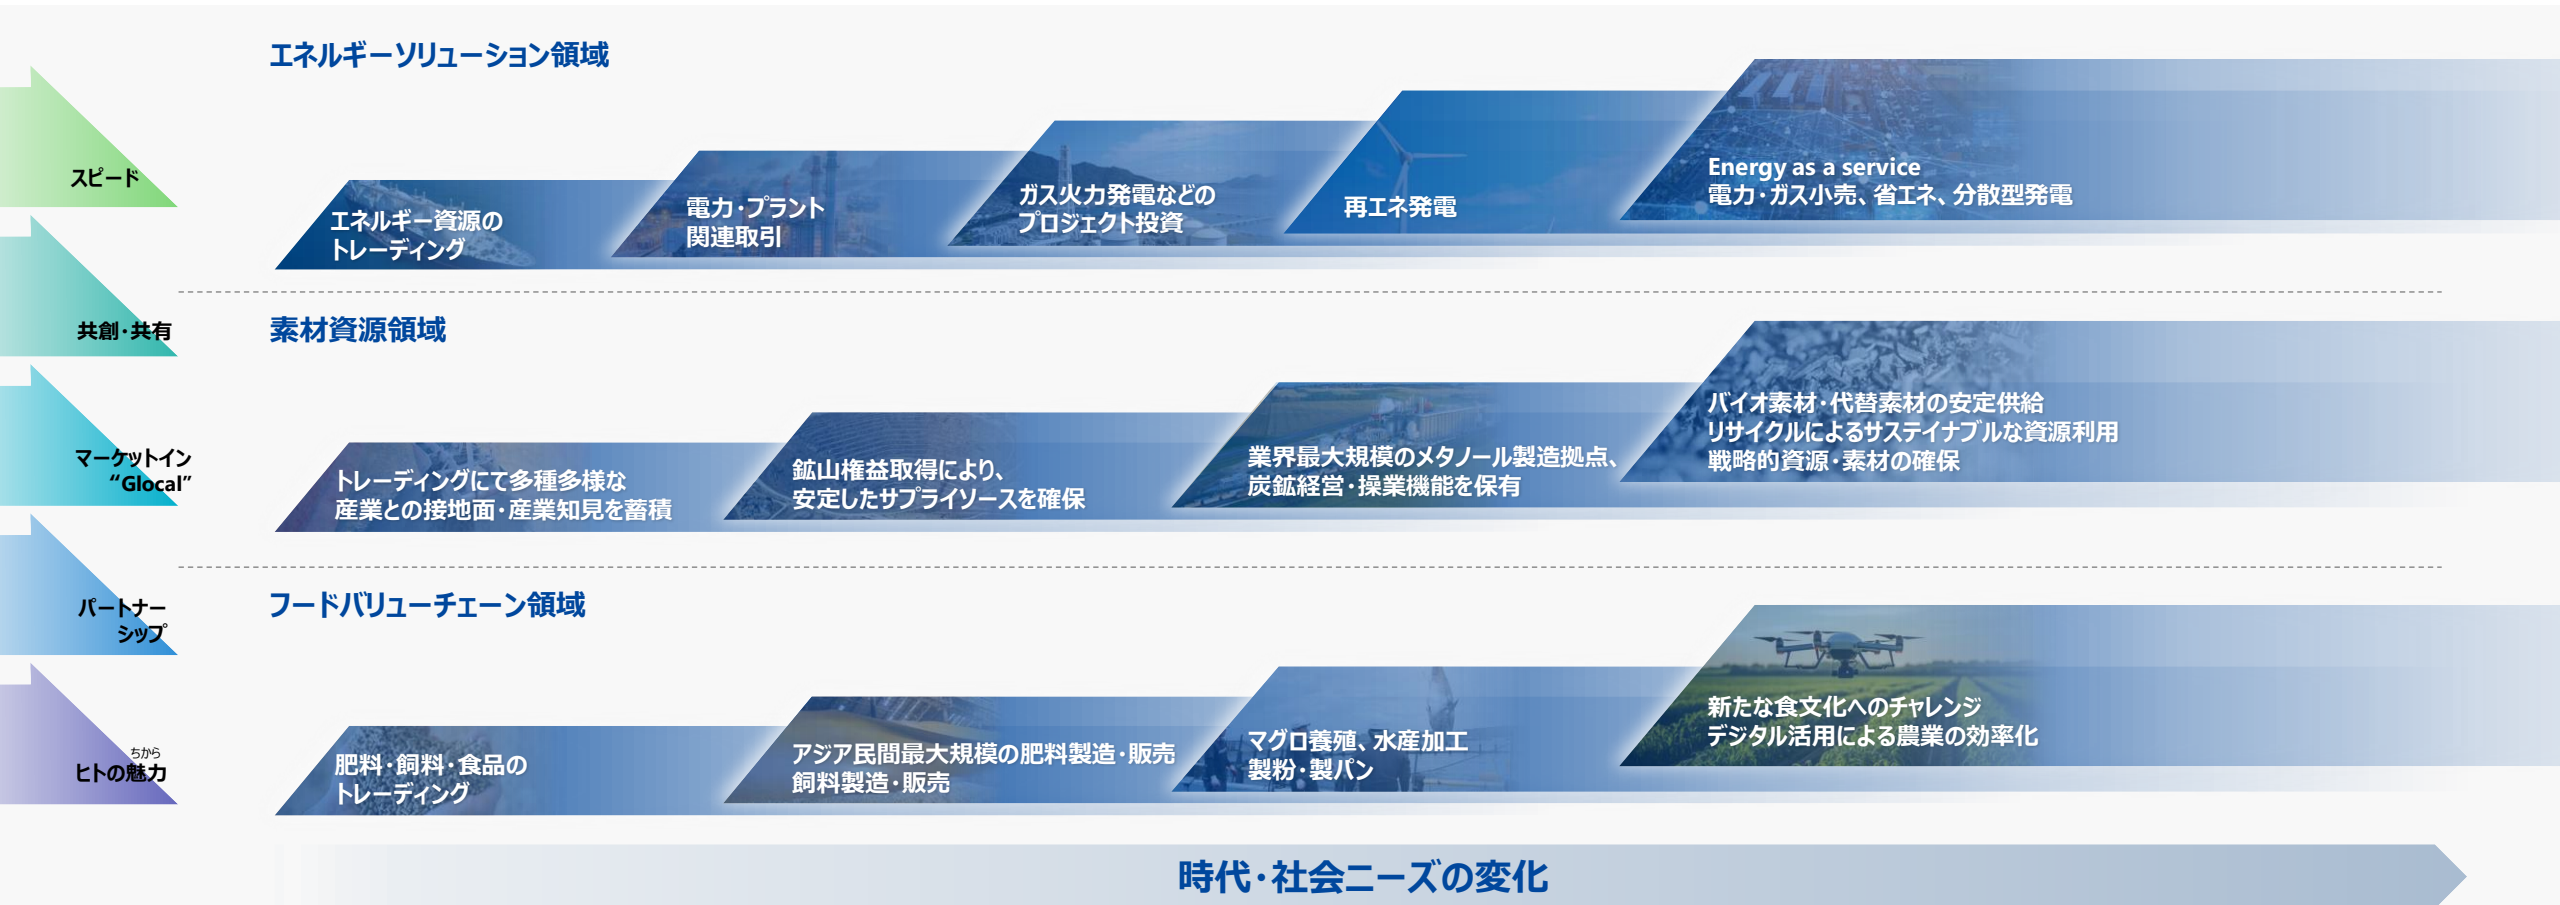 エネルギーソリューション領域
スピード
エネルギー資源の
トレーディング
電力・プラント
関連取引
ガス火力発電などの
プロジェクト投資
再エネ発電
Energy as a service
電力・ガス小売、省エネ、分散型発電
共創・共有
素材資源領域
マーケットイン
“Glocal”
トレーディングにて多種多様な
産業との接地面・産業知見を蓄積
鉱山権益取得により、
安定したサプライソースを確保
業界最大規模のメタノール製造拠点、
炭鉱経営・操業機能を保有
バイオ素材・代替素材の安定供給
リサイクルによるサステイナブルな資源利用
戦略的資源・素材の確保
パートナー
シップ
フードバリューチェーン領域
ちから
ヒトの魅力
肥料・飼料・食品の
トレーディング
アジア民間最大規模の肥料製造・販売
飼料製造・販売
マグロ養殖、水産加工
製粉・製パン
新たな食文化へのチャレンジ
デジタル活用による農業の効率化
時代・社会ニーズの変化